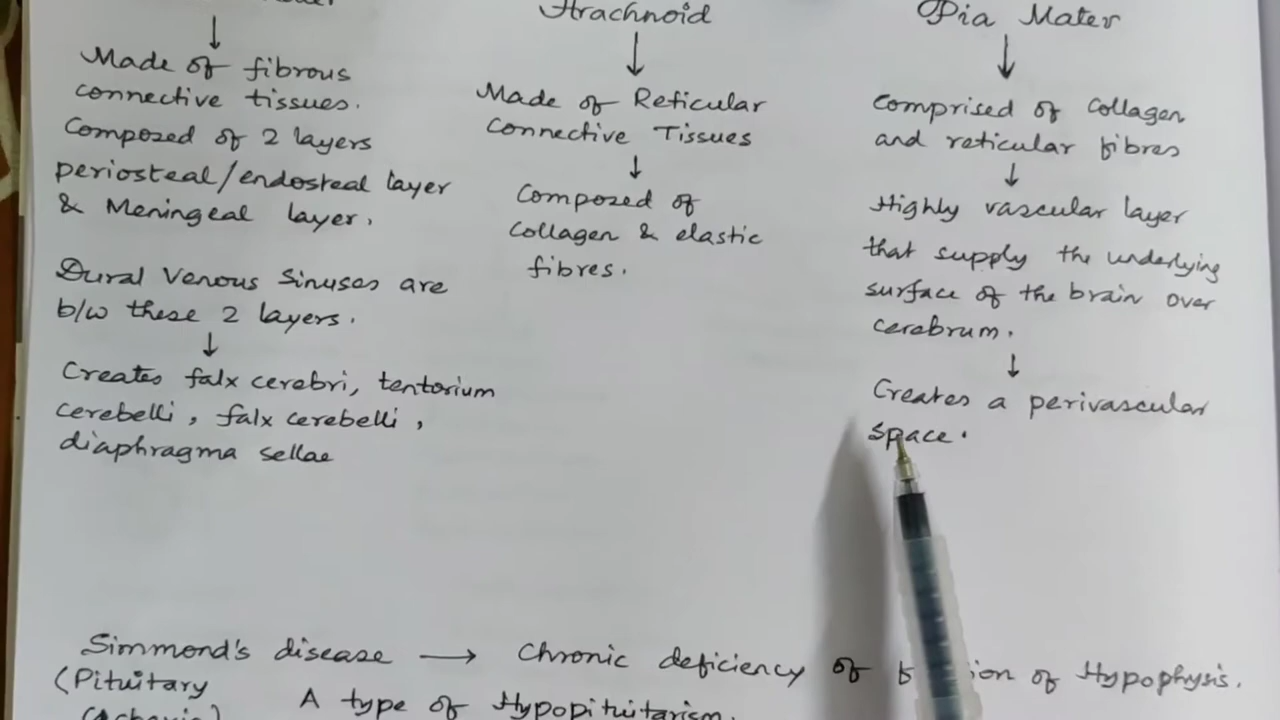 Arachnoid
Pia Mater
Made of fibrous
connective tissues.
Composed of 2 layers
periosteal/endosteal layer
& Meningeal layer.
Dural Venous Sinuses are
b/w these 2 layers.
↓
Creates falx cerebri, tentorium
cerebelli, falx cerebelli,
diaphragma sellae
↓
Made of Reticular
Connective Tissues
↓
Composed of
Collagen & elastic
fibres.
↓
Comprised of Collagen
and reticular fibres
↓
Highly vascular layer
that supply the underlying
surface of the brain over
cerebrum.
↓
Creates a perivascular
space.
Simmond's disease → Chronic deficiency of of Hypophysis.
(Pituitary
A type of Hypopituitarism.